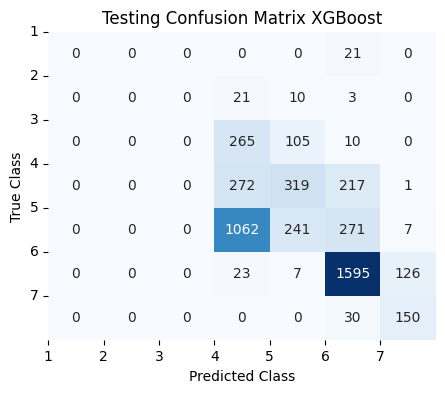 Testing Confusion Matrix XGBoost
1
0 0 0 0 0 21 0
2
0 0 0 21 10 3 0
3
0 0 0 265 105 10 0
4
0 0 0 272 319 217 1
5
0 0 0 1062 241 271 7
6
0 0 0 23 7 1595 126
7
0 0 0 0 0 30 150
True Class
1 2 3 4 5 6 7
Predicted Class